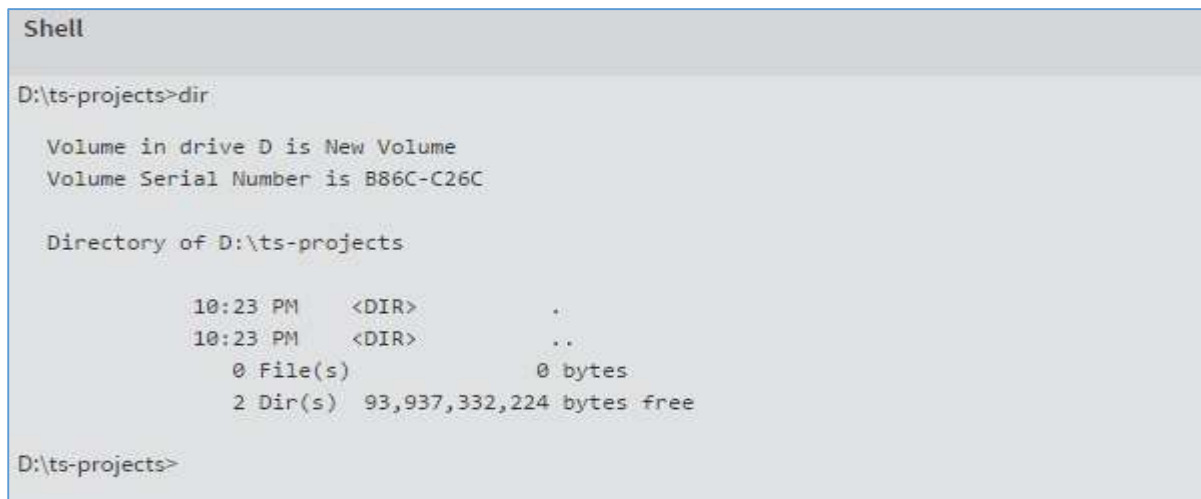 Shell
D:\ts-projects>dir
Volume in drive D is New Volume
Volume Serial Number is B86C-C26C
Directory of D:\ts-projects
10:23 PM    <DIR>          .
10:23 PM    <DIR>          ..
0 File(s)              0 bytes
2 Dir(s)  93,937,332,224 bytes free
D:\ts-projects>